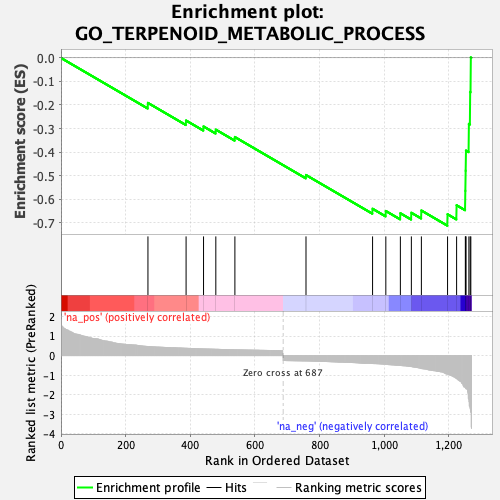 Enrichment plot:
GO_TERPENOID_METABOLIC_PROCESS
Enrichment score (ES)
0.0
-0.1
-0.2
-0.3
-0.4
-0.5
-0.6
-0.7
'na_pos' (positively correlated)
Ranked list metric (PreRanked)
2
1
0
-1
-2
-3
-4
Zero cross at 687
'na_neg' (negatively correlated)
0 200 400 600 800 1,000 1,200
Rank in Ordered Dataset
Enrichment profile Hits Ranking metric scores